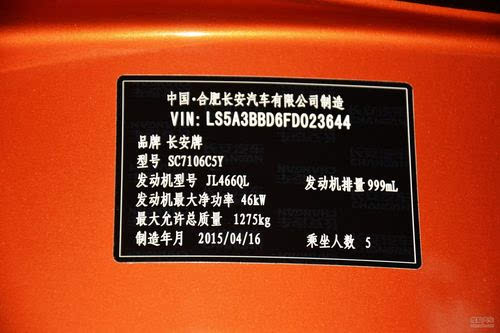 中国·合肥长安汽车有限公司制造
VIN: LS5A3BBD6FD023644
品牌 长安牌
型号 SC7106C5Y
发动机型号 JL466QL 发动机排量 999mL
发动机最大净功率 46kW
最大允许总质量 1275kg
制造年月 2015/04/16 乘坐人数 5